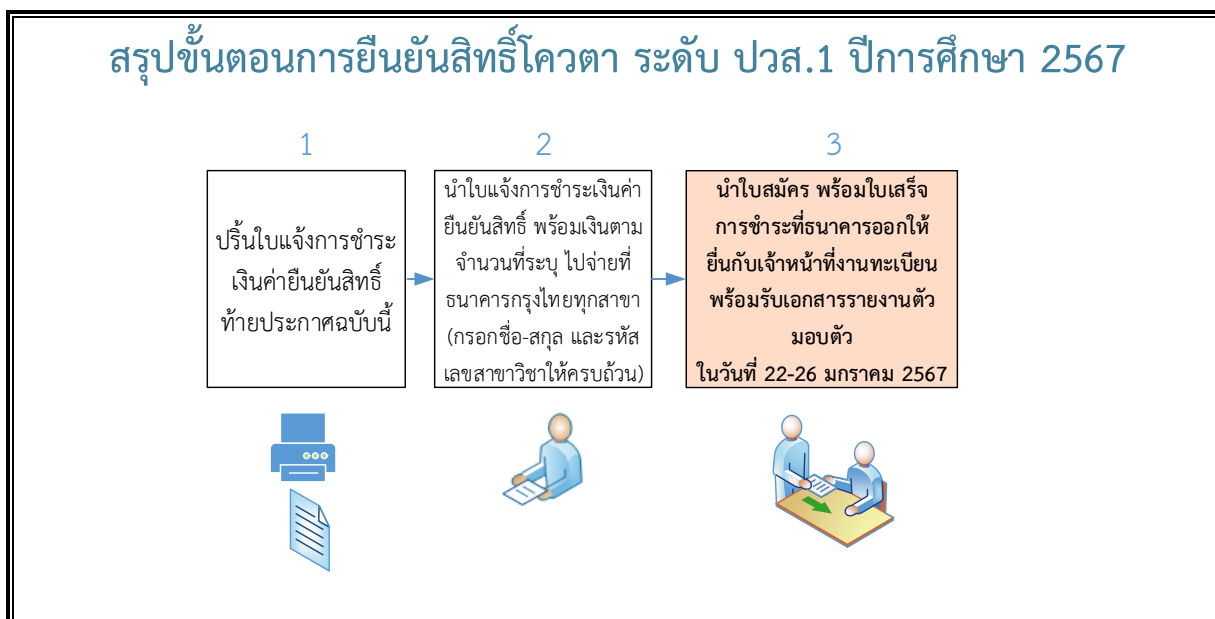 สรุปขั้นตอนการยืนยันสิทธิ์โควตา ระดับ ปวส.1 ปีการศึกษา 2567
1
ปริ้นใบแจ้งการชำระ
เงินค่ายืนยันสิทธิ์
ท้ายประกาศฉบับนี้
2
นำใบแจ้งการชำระเงินค่า
ยืนยันสิทธิ์ พร้อมเงินตาม
จำนวนที่ระบุ ไปจ่ายที่
ธนาคารกรุงไทยทุกสาขา
(กรอกชื่อ-สกุล และรหัส
เลขสาขาวิชาให้ครบถ้วน)
3
นำใบสมัคร พร้อมใบเสร็จ
การชำระที่ธนาคารออกให้
ยื่นกับเจ้าหน้าที่งานทะเบียน
พร้อมรับเอกสารรายงานตัว
มอบตัว
ในวันที่ 22-26 มกราคม 2567